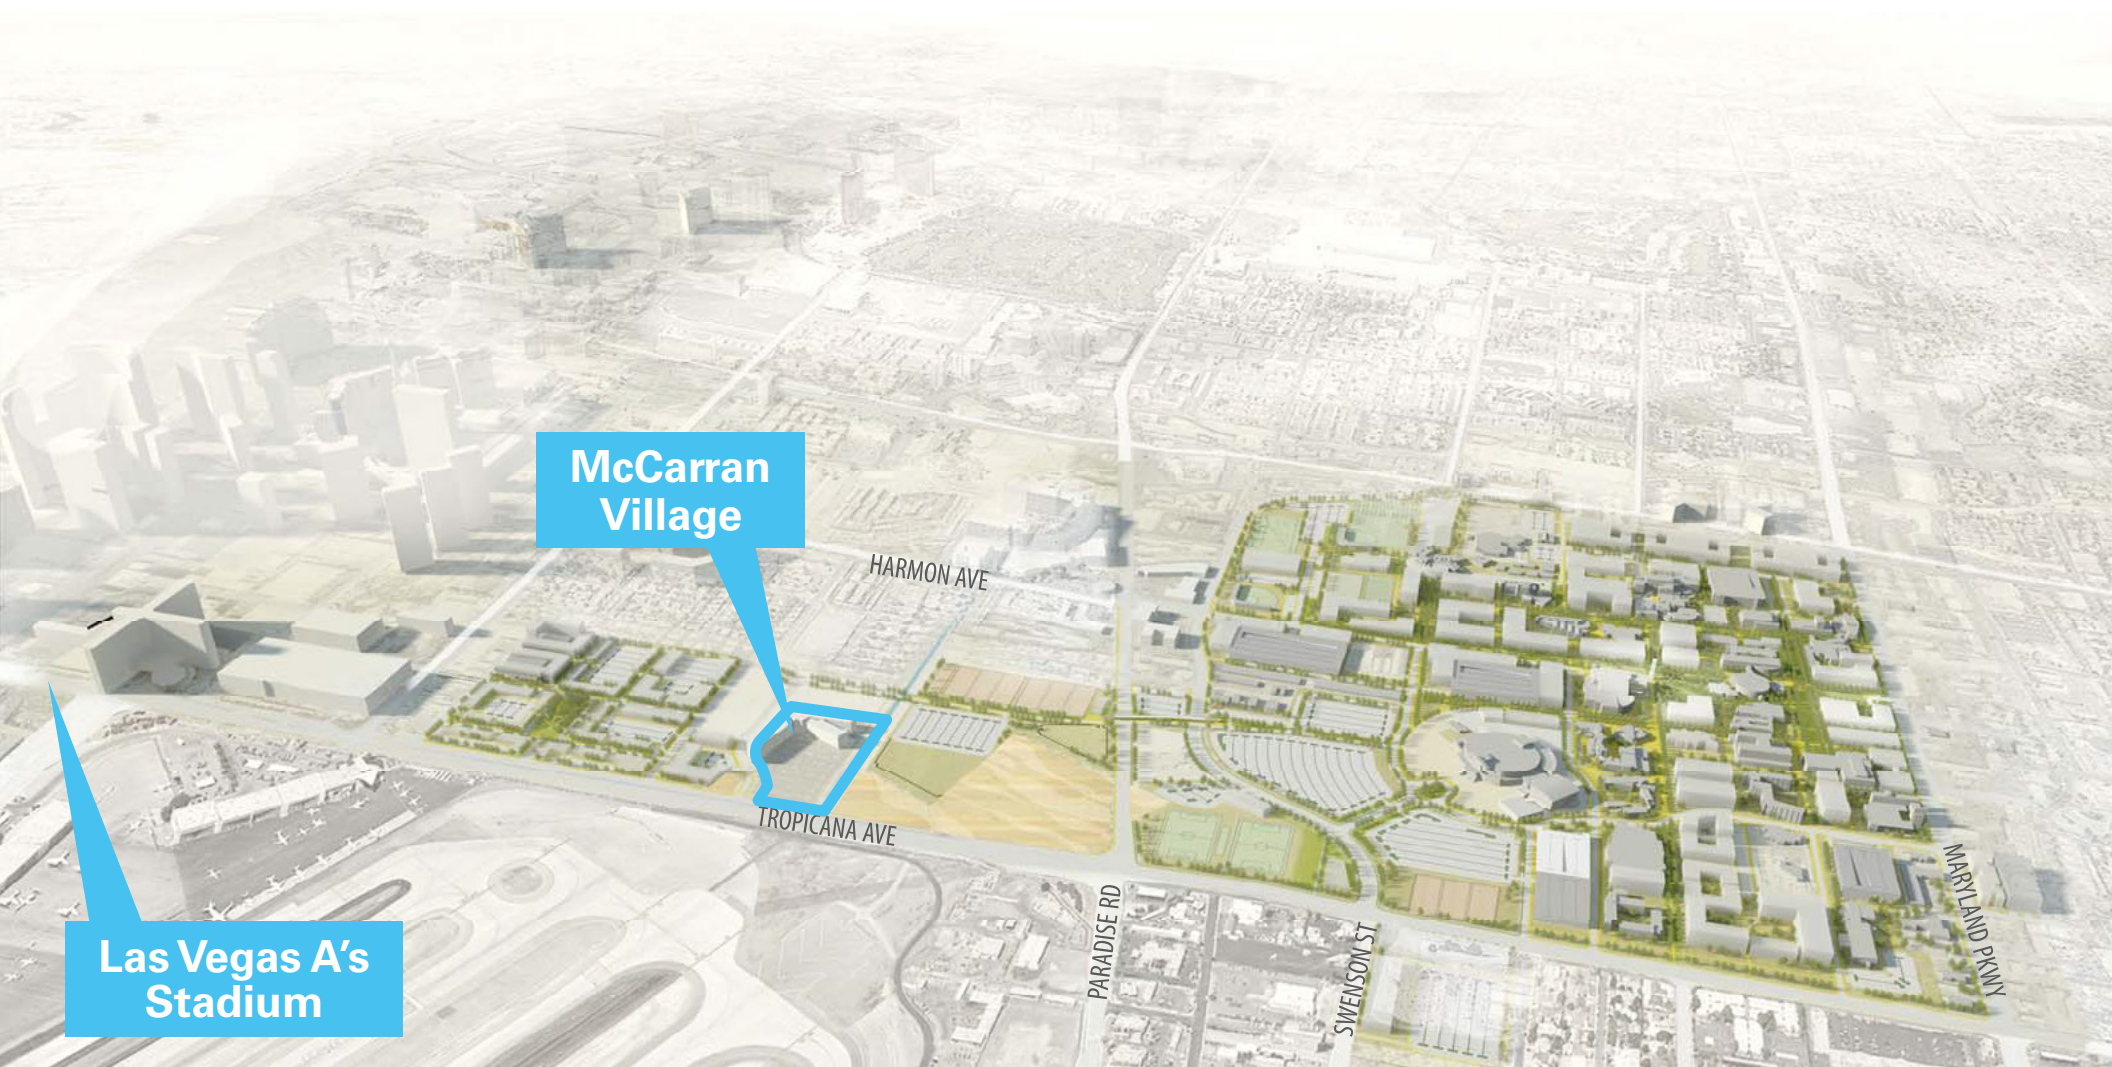 McCarran
Village
HARMON AVE
TROPICANA AVE
PARADISE RD
SWENSON ST
MARYLAND PKWY
Las Vegas A’s
Stadium